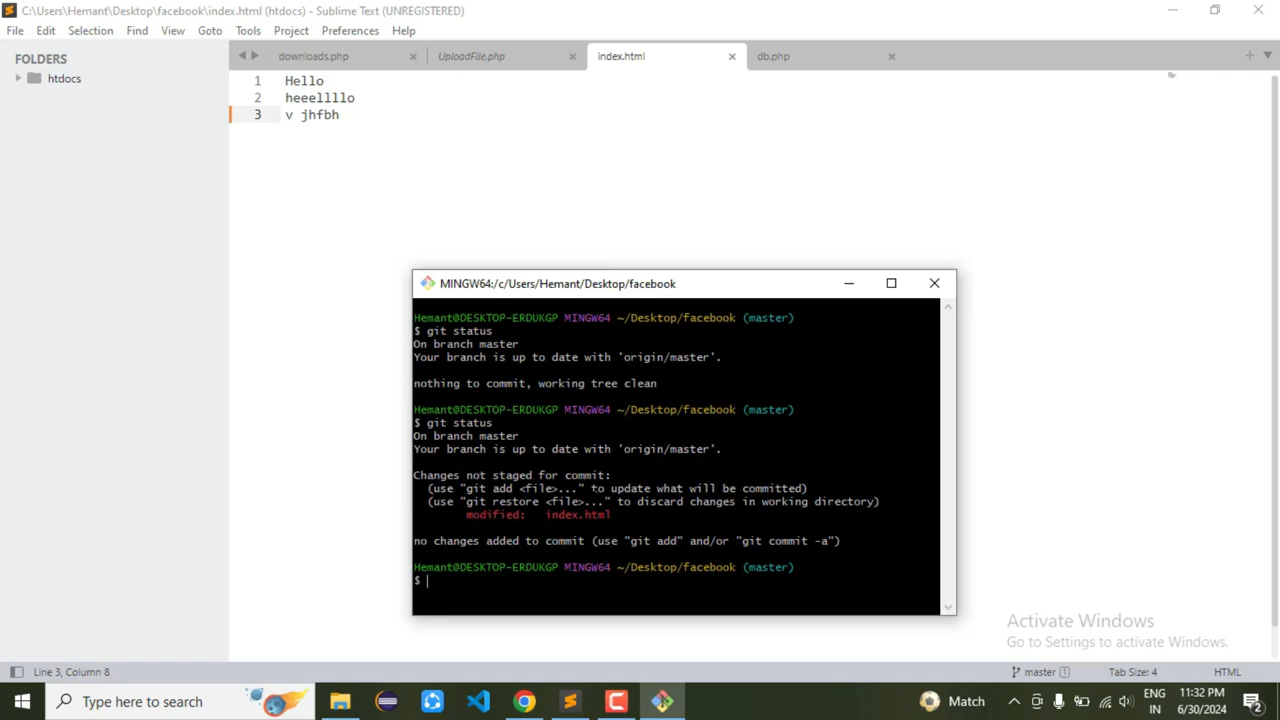 C:\Users\Hemant\Desktop\facebook\index.html (htdocs) - Sublime Text (UNREGISTERED)
File Edit Selection Find View Goto Tools Project Preferences Help
FOLDERS
htdocs
downloads.php UploadFile.php index.html db.php
1 Hello
2 heeellllo
3 v jhfbh
MINGW64:/c/Users/Hemant/Desktop/facebook
Hemant@DESKTOP-ERDUKGP MINGW64 ~/Desktop/facebook (master)
$ git status
On branch master
Your branch is up to date with 'origin/master'.
nothing to commit, working tree clean
Hemant@DESKTOP-ERDUKGP MINGW64 ~/Desktop/facebook (master)
$ git status
On branch master
Your branch is up to date with 'origin/master'.
Changes not staged for commit:
(use "git add <file>..." to update what will be committed)
(use "git restore <file>..." to discard changes in working directory)
modified: index.html
no changes added to commit (use "git add" and/or "git commit -a")
Hemant@DESKTOP-ERDUKGP MINGW64 ~/Desktop/facebook (master)
$
Activate Windows
Go to Settings to activate Windows.
Line 3, Column 8
master 1
Tab Size: 4
HTML
Type here to search
Match
ENG
IN
11:32 PM
6/30/2024
2